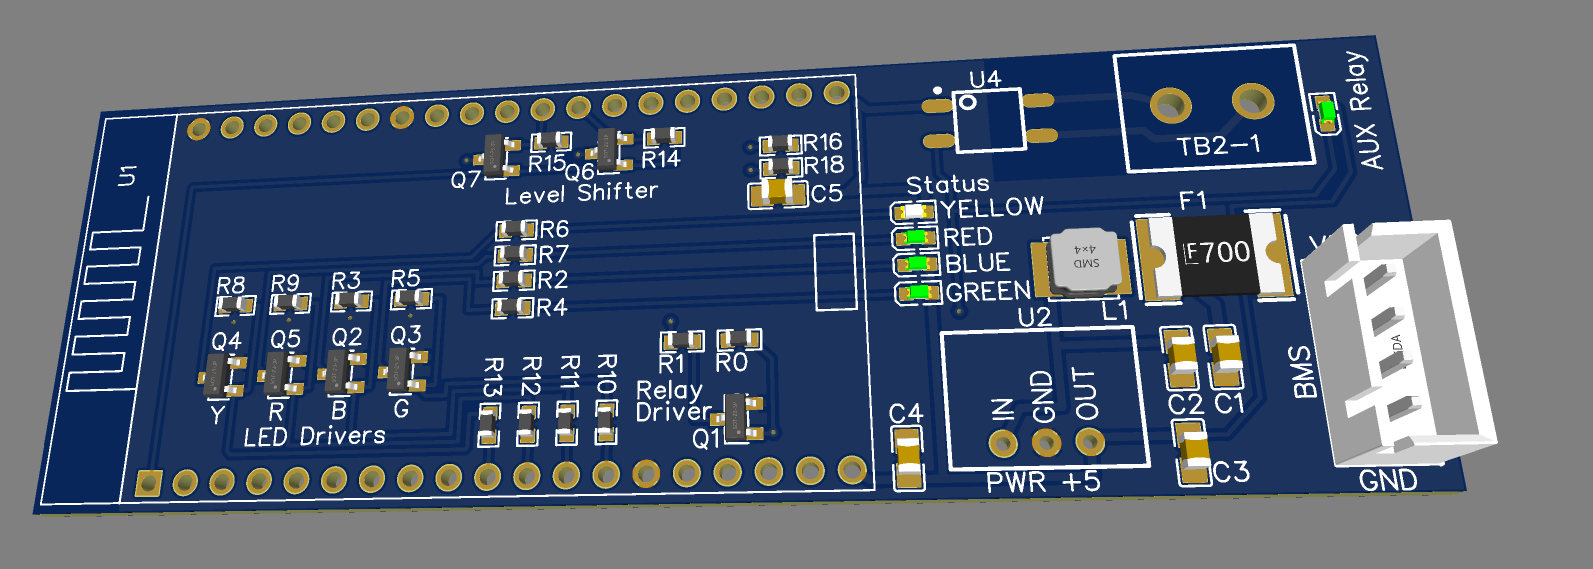 U1
Q7
R15
Q6
R14
Level Shifter
R16
R18
C5
U4
TB2-1
AUX Relay
Status
YELLOW
RED
BLUE
GREEN
F1
F700
SMD
4x4
L1
U2
R6
R7
R2
R4
R8
R9
R3
R5
Q4
Q5
Q2
Q3
Y
R
B
G
LED Drivers
R13
R12
R11
R10
R1
R0
Relay
Driver
Q1
C4
IN
GND
OUT
PWR +5
C2
C1
C3
BMS
GND